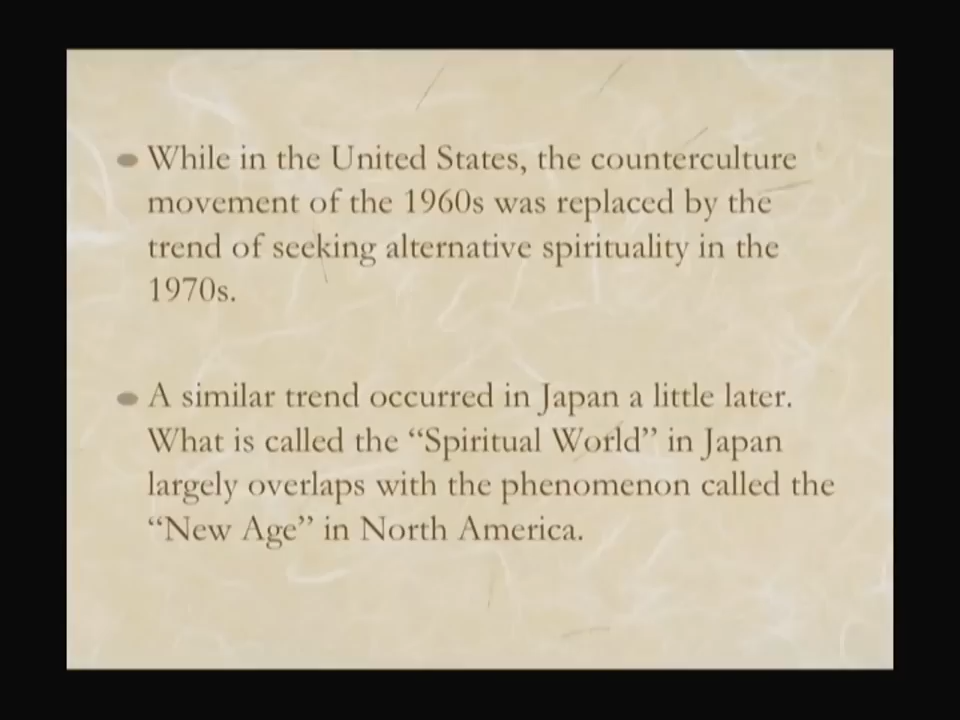 While in the United States, the counterculture
movement of the 1960s was replaced by the
trend of seeking alternative spirituality in the
1970s.
A similar trend occurred in Japan a little later.
What is called the “Spiritual World” in Japan
largely overlaps with the phenomenon called the
“New Age” in North America.